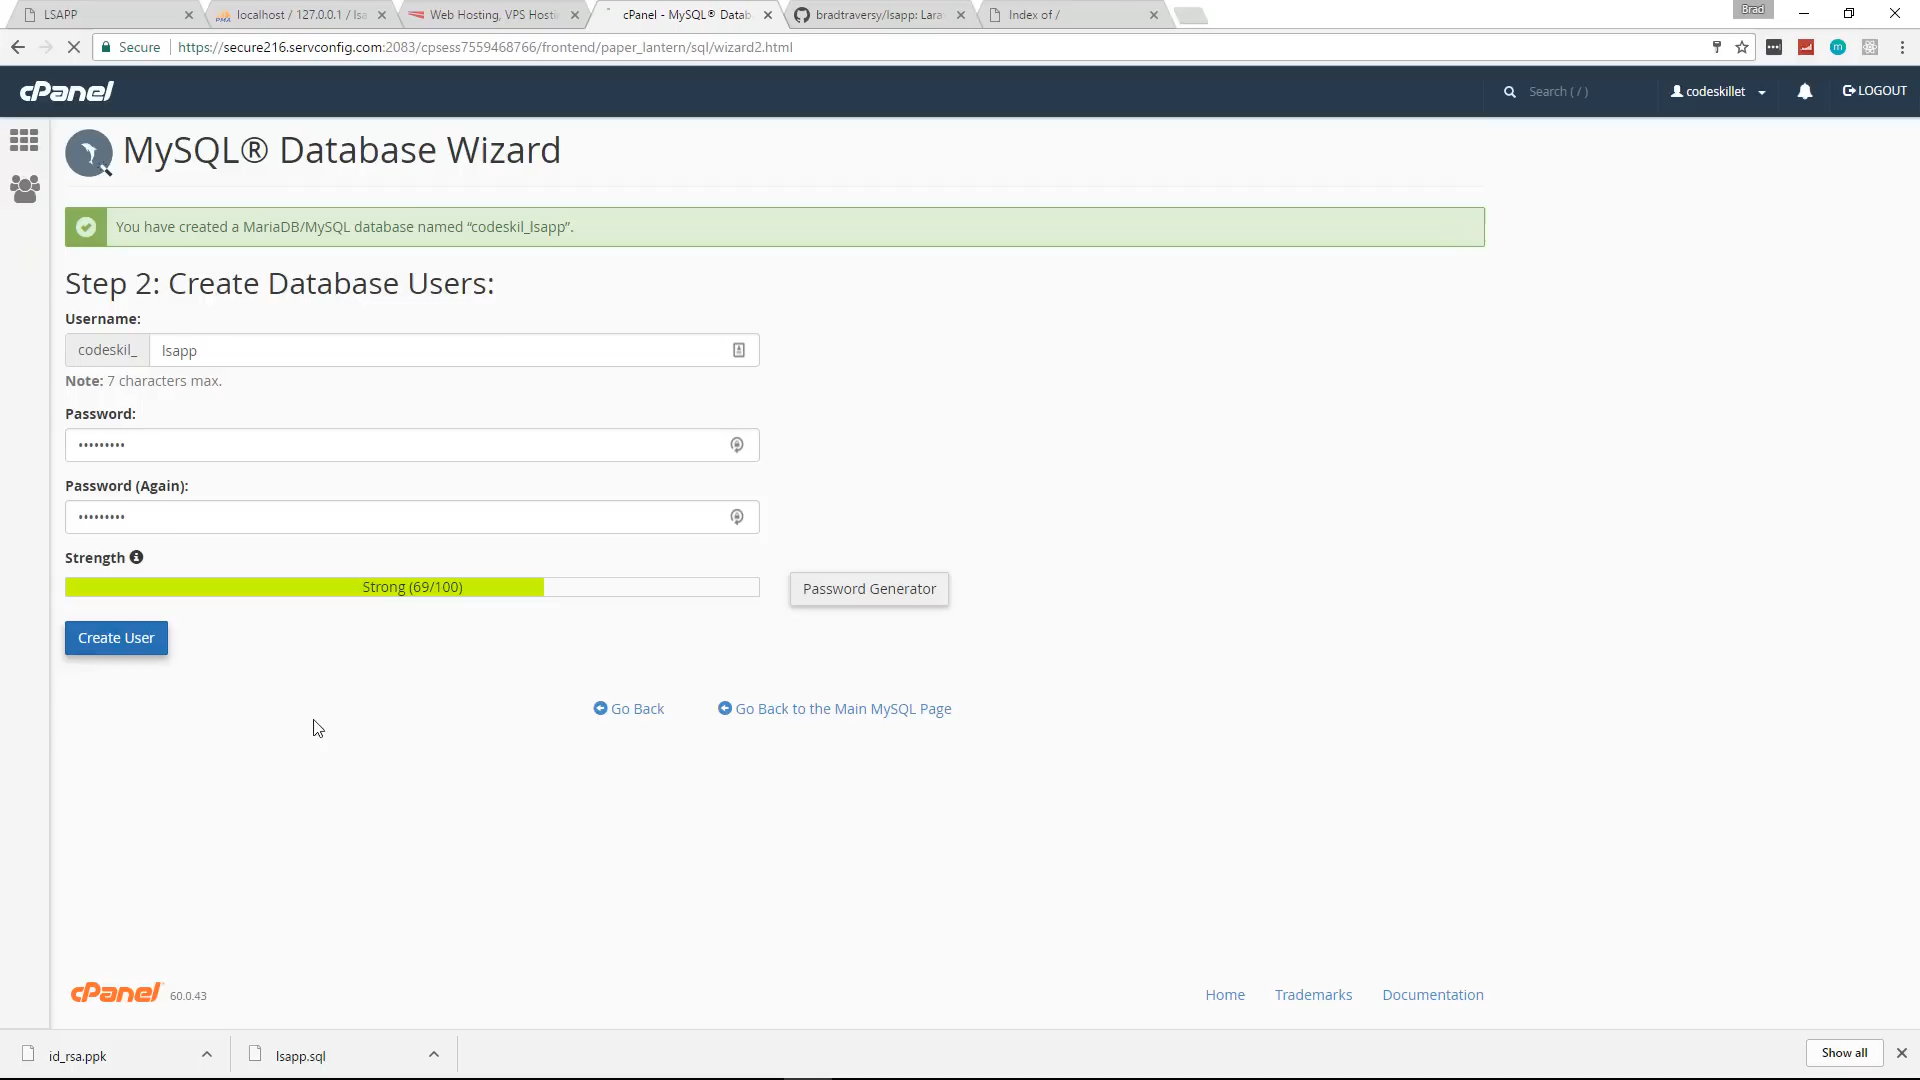 LSAPP
localhost / 127.0.0.1 / lsa
Web Hosting, VPS Hosti
cPanel - MySQL® Datab
bradtraversy/lsapp: Lara
Index of /
Brad
Secure
https://secure216.servconfig.com:2083/cpsess7559468766/frontend/paper_lantern/sql/wizard2.html
cPanel
Search ( / )
codeskillet
LOGOUT
MySQL® Database Wizard
You have created a MariaDB/MySQL database named “codeskil_lsapp”.
Step 2: Create Database Users:
Username:
codeskil_
lsapp
Note: 7 characters max.
Password:
•••••••••
Password (Again):
•••••••••
Strength
Strong (69/100)
Password Generator
Create User
Go Back
Go Back to the Main MySQL Page
cPanel 60.0.43
Home
Trademarks
Documentation
id_rsa.ppk
lsapp.sql
Show all